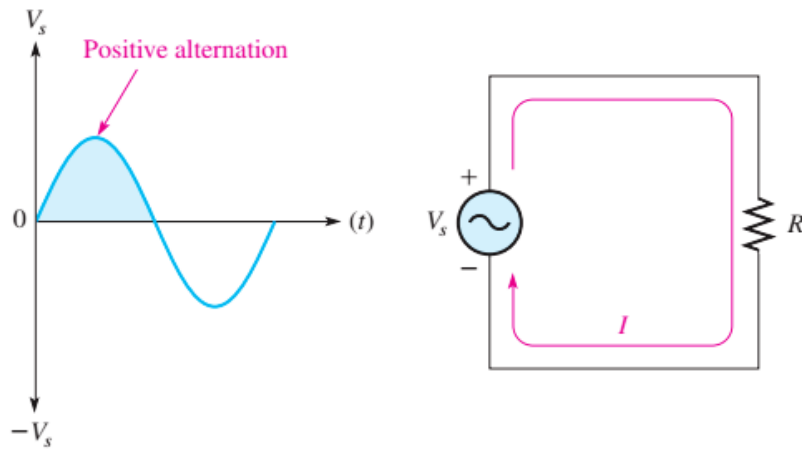 V_s
Positive alternation
0
(t)
−V_s
+
V_s
−
R
I